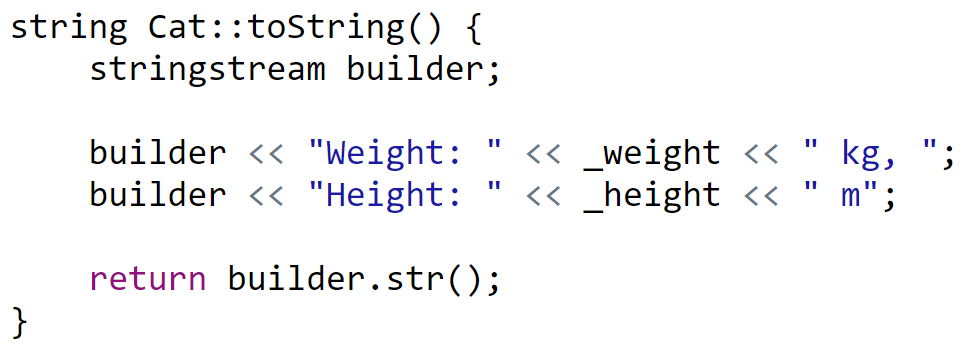 string Cat::toString() {
    stringstream builder;

    builder << "Weight: " << _weight << " kg, ";
    builder << "Height: " << _height << " m";

    return builder.str();
}